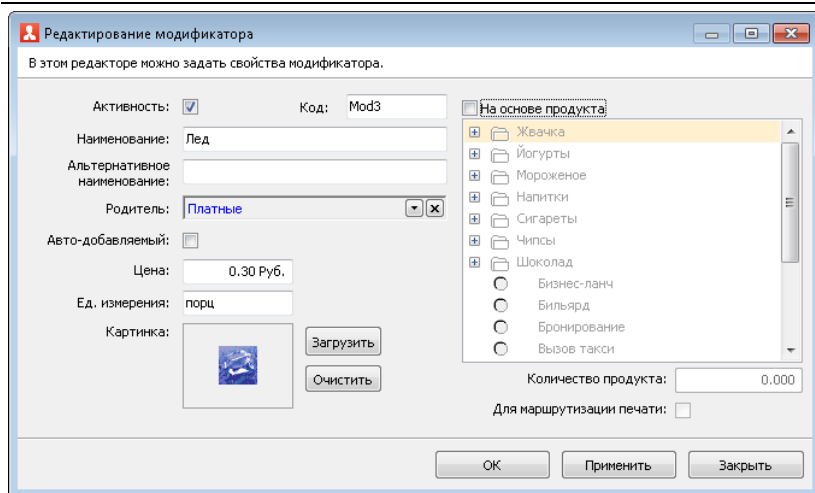 Редактирование модификатора
В этом редакторе можно задать свойства модификатора.
Активность:
Код: Mod3
Наименование: Лед
Альтернативное
наименование:
Родитель: Платные
Авто-добавляемый:
Цена: 0.30 Руб.
Ед. измерения: порц
Картинка:
Загрузить
Очистить
На основе продукта
Жвачка
Йогурты
Мороженое
Напитки
Сигареты
Чипсы
Шоколад
Бизнес-ланч
Бильярд
Бронирование
Вызов такси
Количество продукта: 0.000
Для маршрутизации печати:
ОК
Применить
Закрыть